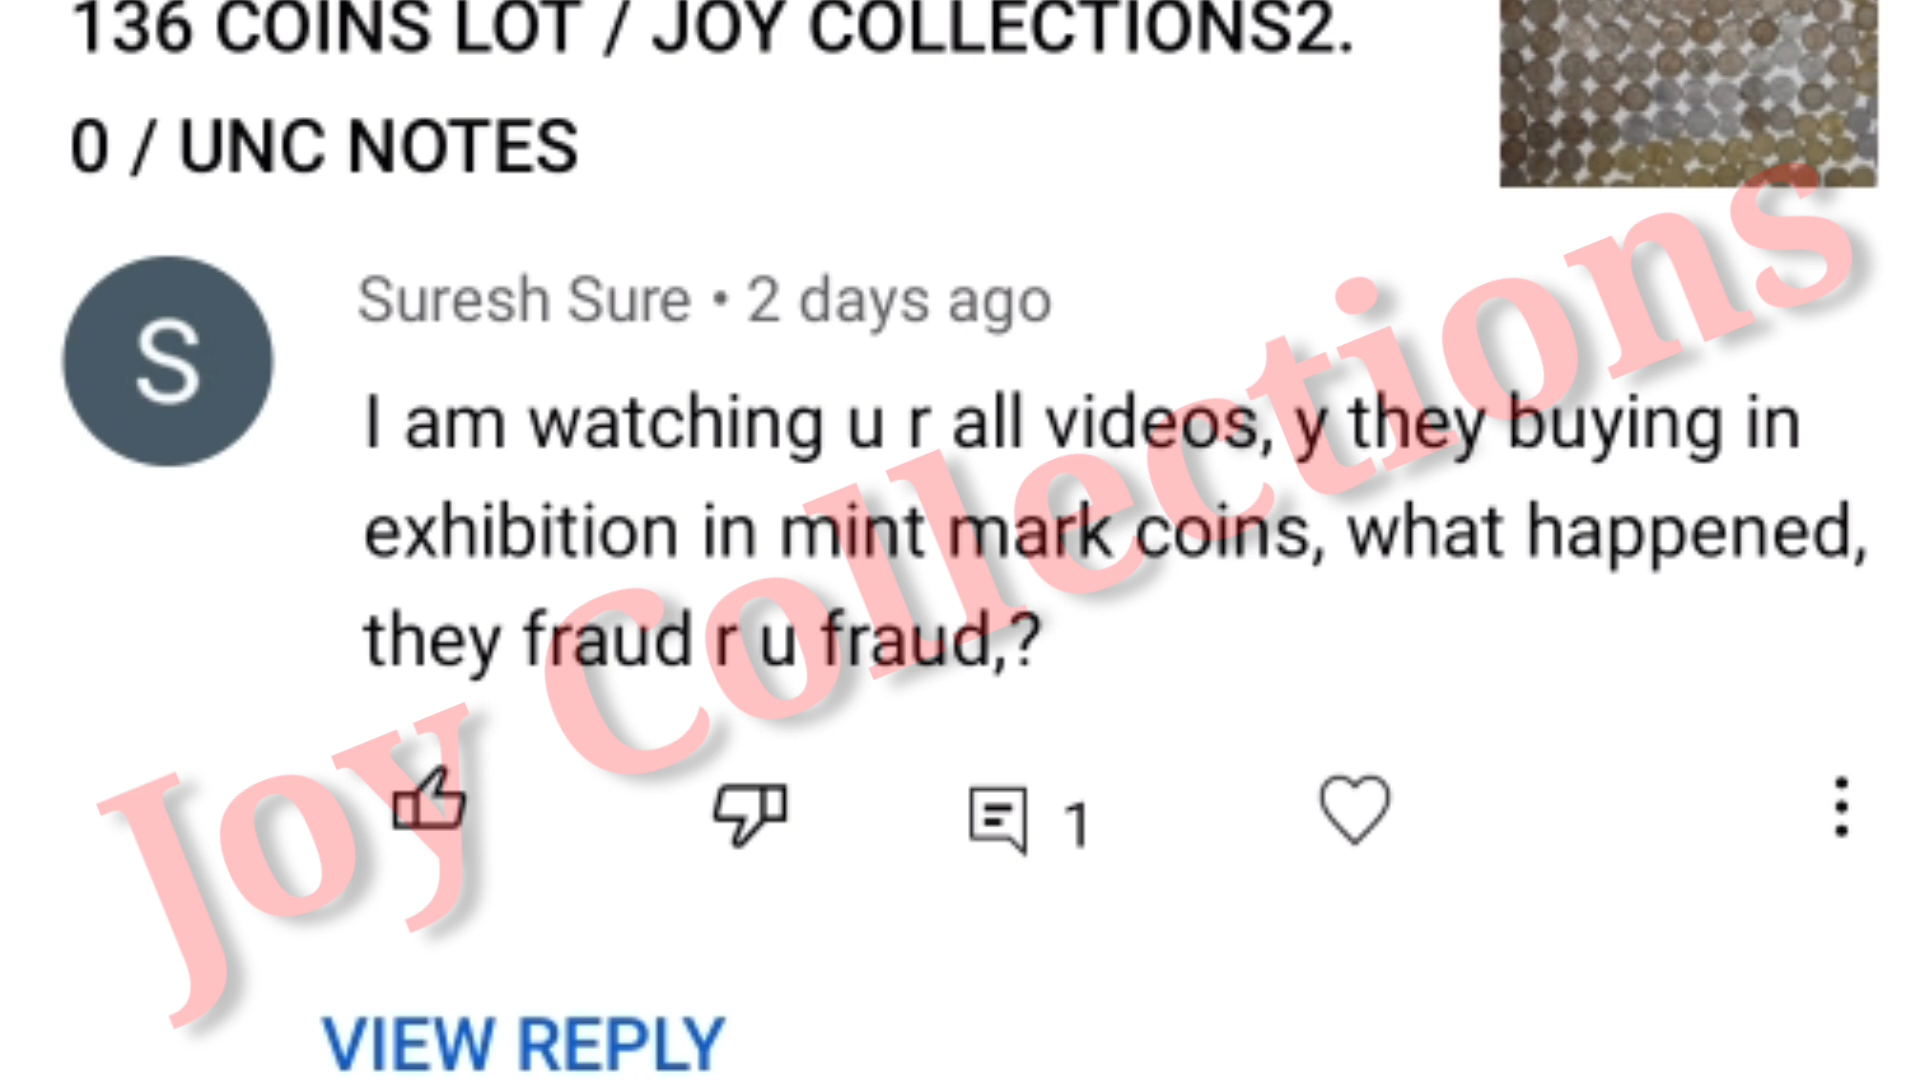 136 COINS LOT / JOY COLLECTIONS2.
0 / UNC NOTES
S
Suresh Sure • 2 days ago
I am watching u r all videos, y they buying in
exhibition in mint mark coins, what happened,
they fraud r u fraud,?
1
VIEW REPLY
Joy Collections